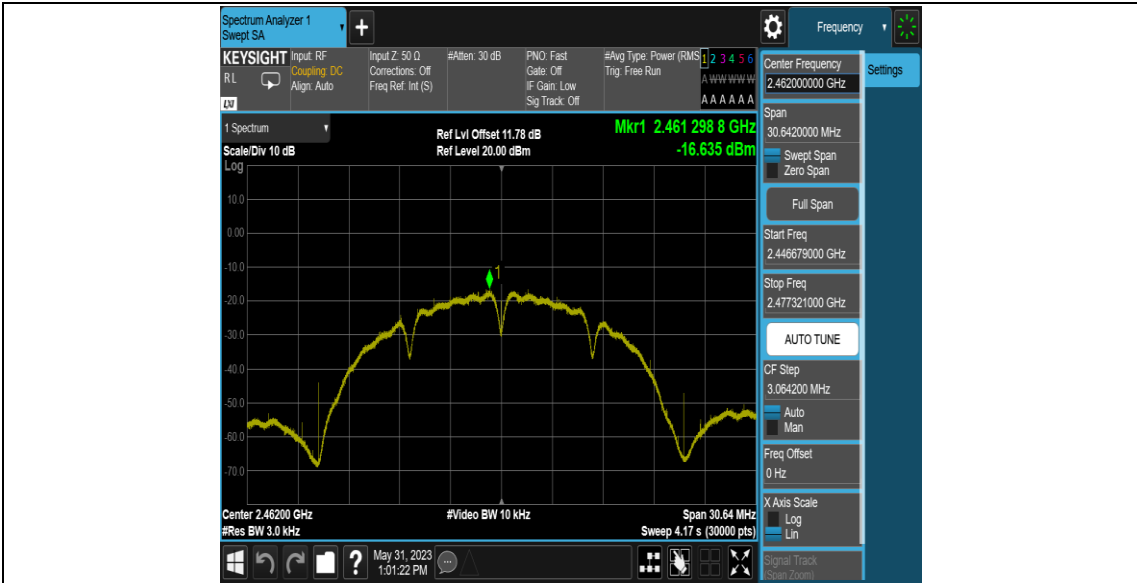 Spectrum Analyzer 1
Swept SA
+
Frequency
KEYSIGHT
RL
LXI
Input: RF
Coupling: DC
Align: Auto
Input Z: 50 Ω
Corrections: Off
Freq Ref: Int (S)
#Atten: 30 dB
PNO: Fast
Gate: Off
IF Gain: Low
Sig Track: Off
#Avg Type: Power (RMS
Trig: Free Run
1 2 3 4 5 6
A W W W W W
A A A A A A
Center Frequency
2.462000000 GHz
Settings
Span
30.6420000 MHz
Swept Span
Zero Span
Full Span
Start Freq
2.446679000 GHz
Stop Freq
2.477321000 GHz
AUTO TUNE
CF Step
3.064200 MHz
Auto
Man
Freq Offset
0 Hz
X Axis Scale
Log
Lin
Signal Track
(Span Zoom)
1 Spectrum
Scale/Div 10 dB
Log
Ref Lvl Offset 11.78 dB
Ref Level 20.00 dBm
Mkr1 2.461 298 8 GHz
-16.635 dBm
10.0
0.00
-10.0
-20.0
-30.0
-40.0
-50.0
-60.0
-70.0
1
Center 2.46200 GHz
#Res BW 3.0 kHz
#Video BW 10 kHz
Span 30.64 MHz
Sweep 4.17 s (30000 pts)
?
May 31, 2023
1:01:22 PM